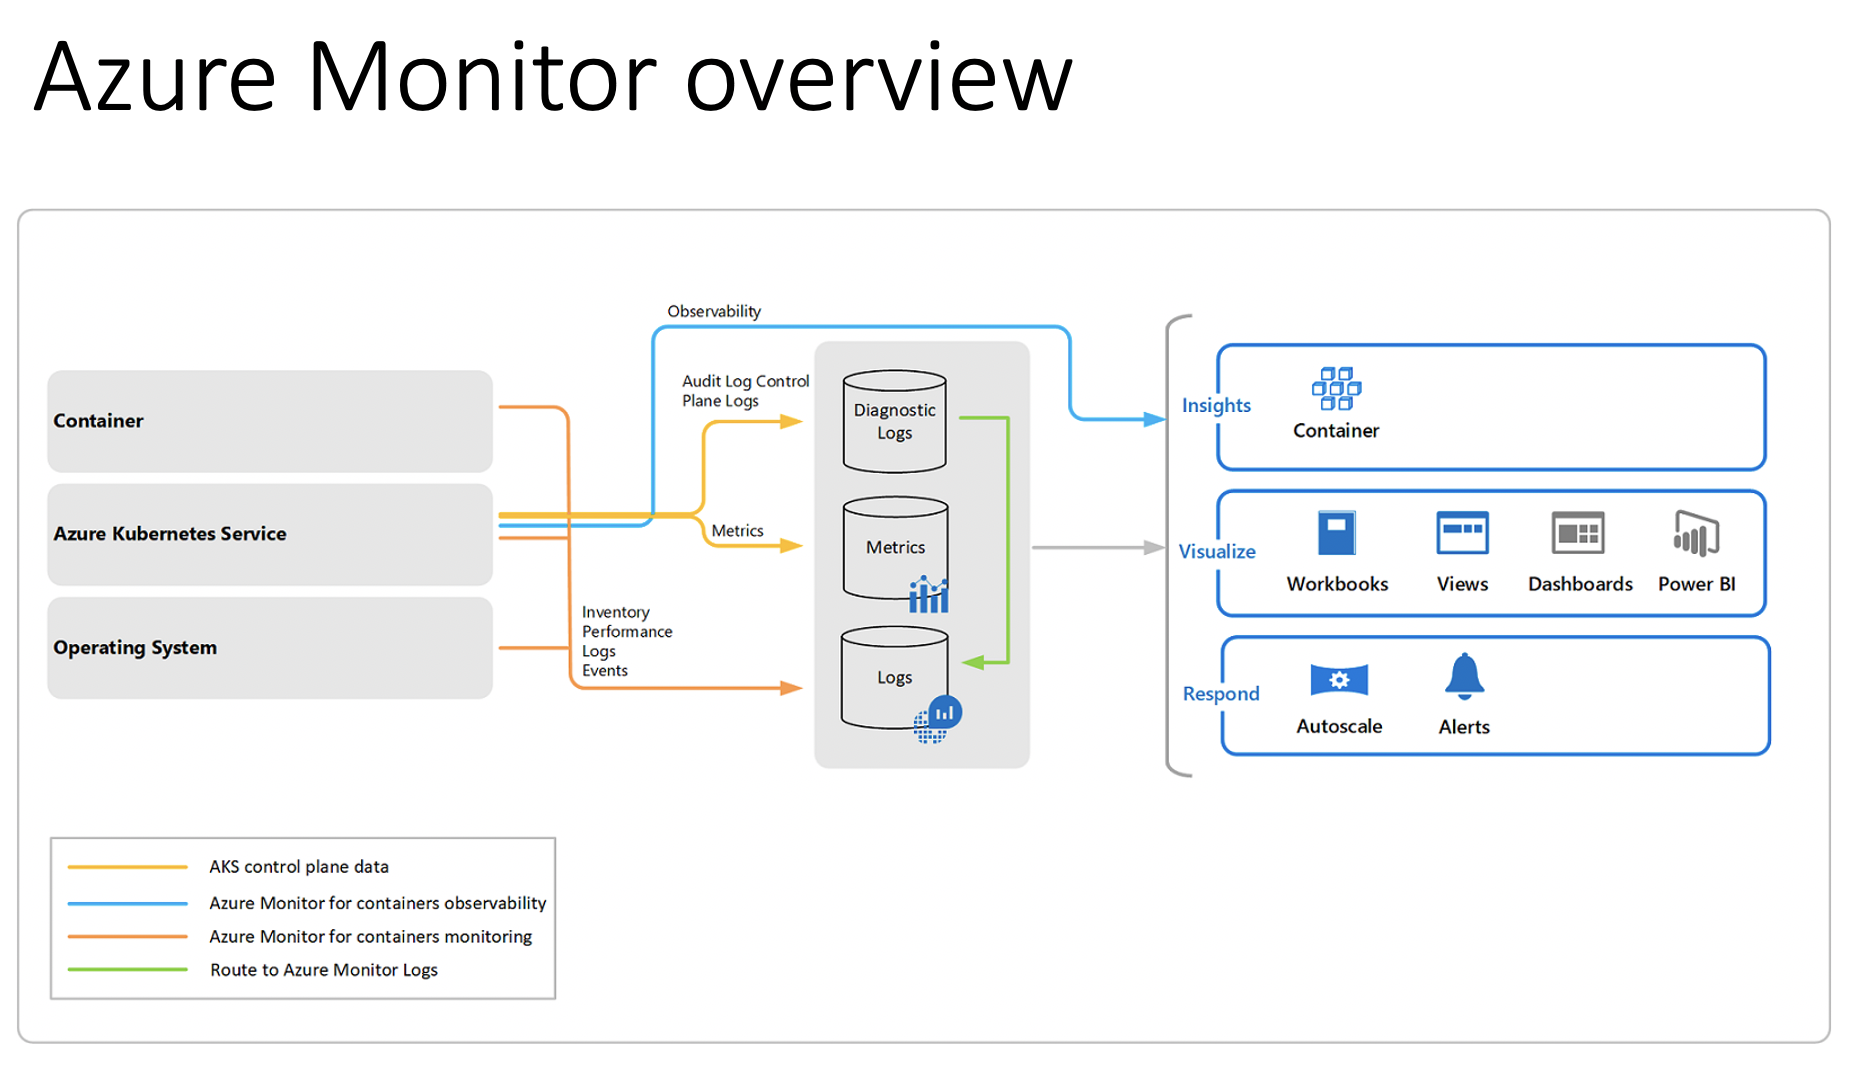 Azure Monitor overview
Observability
Audit Log Control
Plane Logs
Container
Azure Kubernetes Service
Operating System
Metrics
Inventory
Performance
Logs
Events
Diagnostic
Logs
Metrics
Logs
Insights
Container
Visualize
Workbooks
Views
Dashboards
Power BI
Respond
Autoscale
Alerts
AKS control plane data
Azure Monitor for containers observability
Azure Monitor for containers monitoring
Route to Azure Monitor Logs